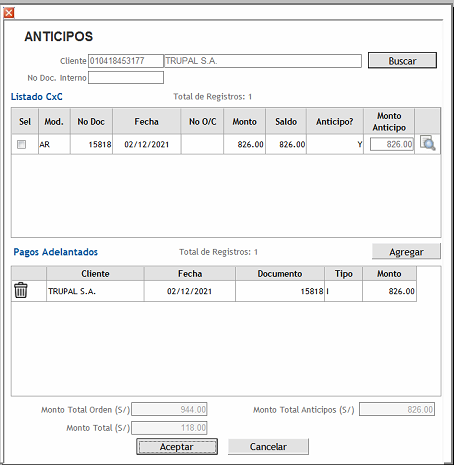 ANTICIPOS
Cliente 010418453177 TRUPAL S.A. Buscar
No Doc. Interno
Listado CxC Total de Registros: 1
Sel Mod. No Doc Fecha No O/C Monto Saldo Anticipo? Monto Anticipo
AR 15818 02/12/2021 826.00 826.00 Y 826.00
Pagos Adelantados Total de Registros: 1 Agregar
Cliente Fecha Documento Tipo Monto
TRUPAL S.A. 02/12/2021 15818 I 826.00
Monto Total Orden (S/) 944.00 Monto Total Anticipos (S/) 826.00
Monto Total (S/) 118.00
Aceptar Cancelar